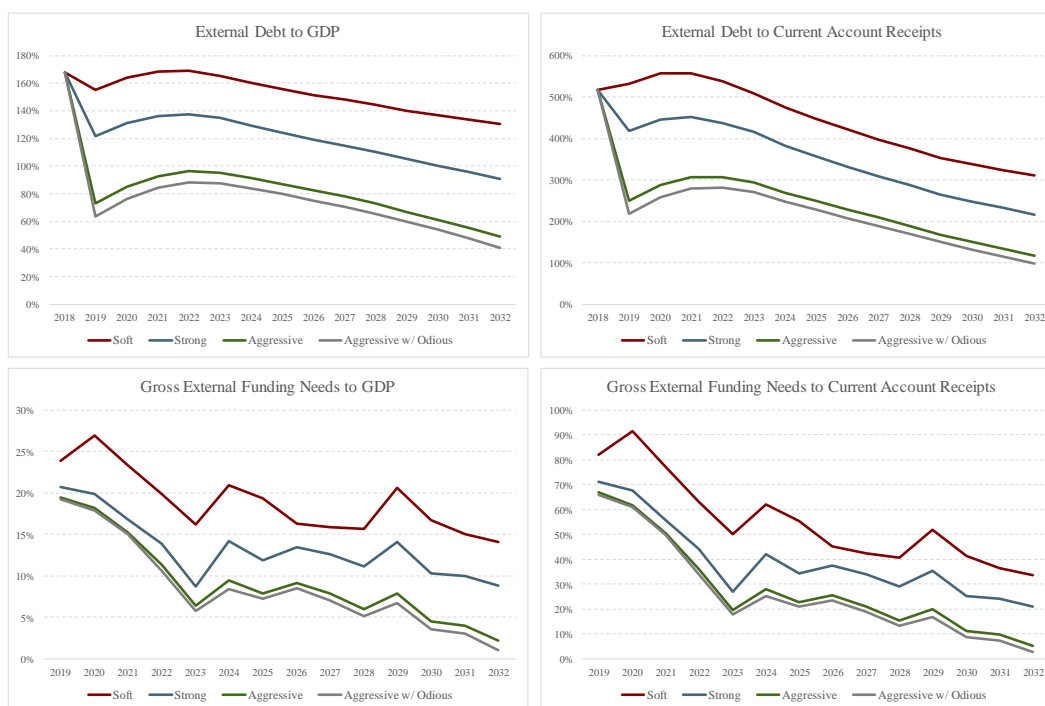 External Debt to GDP
180%
160%
140%
120%
100%
80%
60%
40%
20%
0%
2018 2019 2020 2021 2022 2023 2024 2025 2026 2027 2028 2029 2030 2031 2032
Soft Strong Aggressive Aggressive w/ Odious
External Debt to Current Account Receipts
600%
500%
400%
300%
200%
100%
0%
2018 2019 2020 2021 2022 2023 2024 2025 2026 2027 2028 2029 2030 2031 2032
Soft Strong Aggressive Aggressive w/ Odious
Gross External Funding Needs to GDP
30%
25%
20%
15%
10%
5%
0%
2019 2020 2021 2022 2023 2024 2025 2026 2027 2028 2029 2030 2031 2032
Soft Strong Aggressive Aggressive w/ Odious
Gross External Funding Needs to Current Account Receipts
100%
90%
80%
70%
60%
50%
40%
30%
20%
10%
0%
2019 2020 2021 2022 2023 2024 2025 2026 2027 2028 2029 2030 2031 2032
Soft Strong Aggressive Aggressive w/ Odious